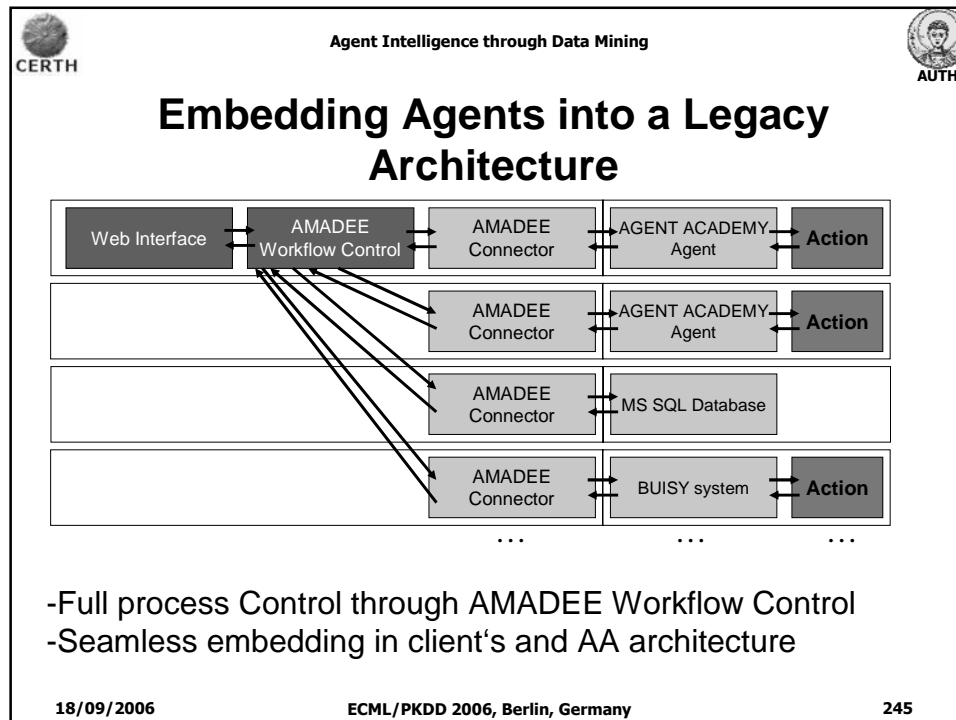 CERTH
Agent Intelligence through Data Mining
AUTH
Embedding Agents into a Legacy
Architecture
Web Interface
AMADEE
Workflow Control
AMADEE
Connector
AGENT ACADEMY
Agent
Action
AMADEE
Connector
AGENT ACADEMY
Agent
Action
AMADEE
Connector
MS SQL Database
AMADEE
Connector
BUISY system
Action
... ... ...
-Full process Control through AMADEE Workflow Control
-Seamless embedding in client‘s and AA architecture
18/09/2006
ECML/PKDD 2006, Berlin, Germany
245